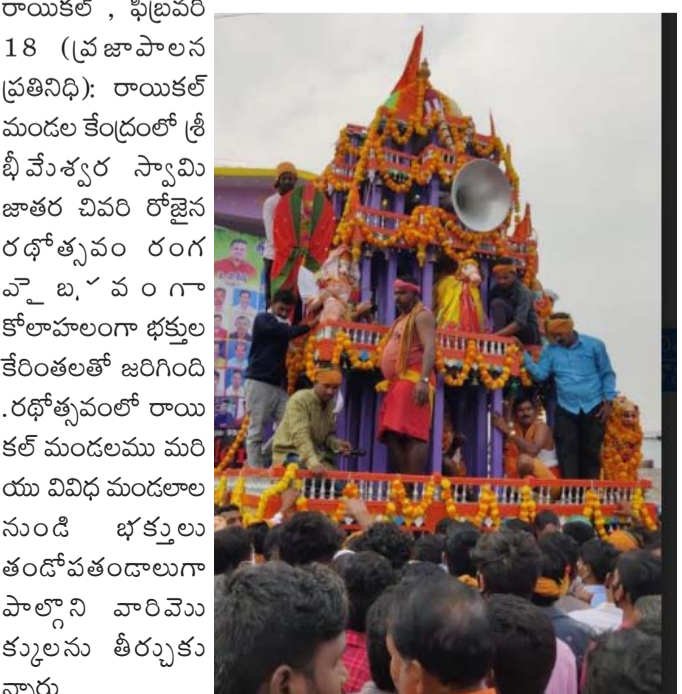 రాయికల్ , ఫిబ్రవరి
18 (ప్రజాపాలన
ప్రతినిధి): రాయికల్
మండల కేంద్రంలో శ్రీ
భీమేశ్వర స్వామి
జాతర చివరి రోజైన
రథోత్సవం రంగ
వం గా
కోలాహలంగా భక్తుల
కేరింతలతో జరిగింది
.రథోత్సవంలో రాయి
కల్ మండలము మరి
యు వివిధ మండలాల
నుండి భక్తులు
తండోపతండాలుగా
పాల్గొని వారిమొ
క్కులను తీర్చుకు
న్నారు